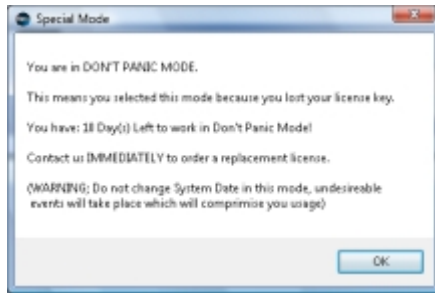 Special Mode
You are in DON'T PANIC MODE.
This means you selected this mode because you lost your license key.
You have: 18 Day(s) Left to work in Don't Panic Mode!
Contact us IMMEDIATELY to order a replacement license.
(WARNING; Do not change System Date in this mode, undesireable
events will take place which will comprimise you usage)
OK